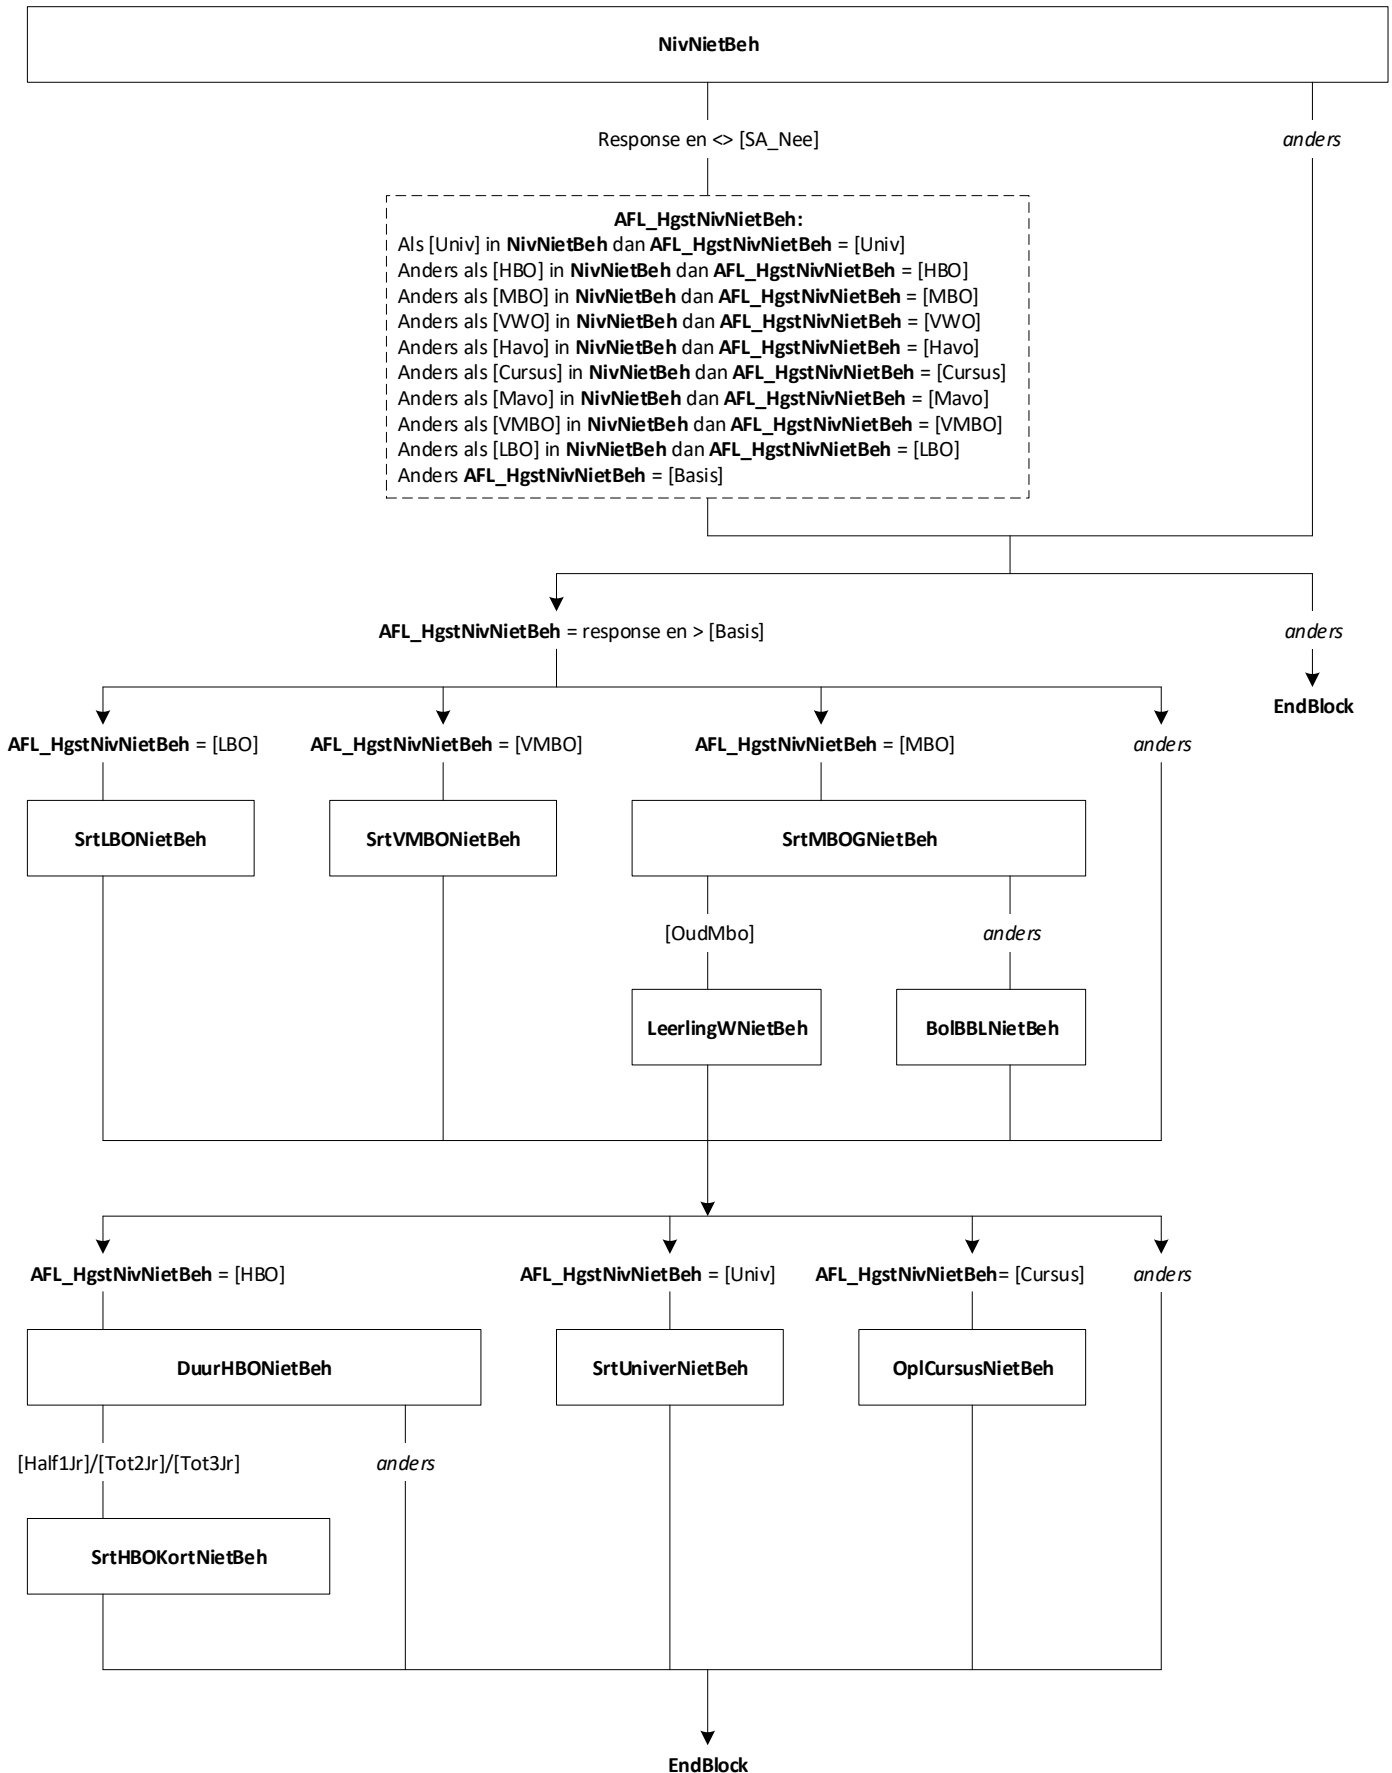 NivNietBeh
Response en <> [SA_Nee]
anders
AFL_HgstNivNietBeh:
Als [Univ] in NivNietBeh dan AFL_HgstNivNietBeh = [Univ]
Anders als [HBO] in NivNietBeh dan AFL_HgstNivNietBeh = [HBO]
Anders als [MBO] in NivNietBeh dan AFL_HgstNivNietBeh = [MBO]
Anders als [VWO] in NivNietBeh dan AFL_HgstNivNietBeh = [VWO]
Anders als [Havo] in NivNietBeh dan AFL_HgstNivNietBeh = [Havo]
Anders als [Cursus] in NivNietBeh dan AFL_HgstNivNietBeh = [Cursus]
Anders als [Mavo] in NivNietBeh dan AFL_HgstNivNietBeh = [Mavo]
Anders als [VMBO] in NivNietBeh dan AFL_HgstNivNietBeh = [VMBO]
Anders als [LBO] in NivNietBeh dan AFL_HgstNivNietBeh = [LBO]
Anders AFL_HgstNivNietBeh = [Basis]
AFL_HgstNivNietBeh = response en > [Basis]
anders
EndBlock
AFL_HgstNivNietBeh = [LBO]
AFL_HgstNivNietBeh = [VMBO]
AFL_HgstNivNietBeh = [MBO]
anders
SrtLBONietBeh
SrtVMBONietBeh
SrtMBOGNietBeh
[OudMbo]
anders
LeerlingWNietBeh
BolBBLNietBeh
AFL_HgstNivNietBeh = [HBO]
AFL_HgstNivNietBeh = [Univ]
AFL_HgstNivNietBeh= [Cursus]
anders
DuurHBONietBeh
SrtUniverNietBeh
OplCursusNietBeh
[Half1Jr]/[Tot2Jr]/[Tot3Jr]
anders
SrtHBOKortNietBeh
EndBlock